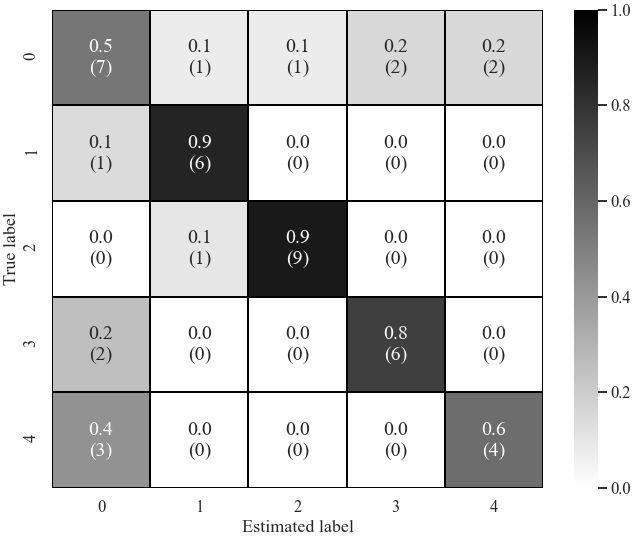 0.5 0.1 0.1 0.2 0.2
0 (7) (1) (1) (2) (2)
0.1 0.9 0.0 0.0 0.0
1 (1) (6) (0) (0) (0)
0.0 0.1 0.9 0.0 0.0
2 (0) (1) (9) (0) (0)
0.2 0.0 0.0 0.8 0.0
3 (2) (0) (0) (6) (0)
0.4 0.0 0.0 0.0 0.6
4 (3) (0) (0) (0) (4)
True label
0 1 2 3 4
Estimated label
1.0
0.8
0.6
0.4
0.2
0.0